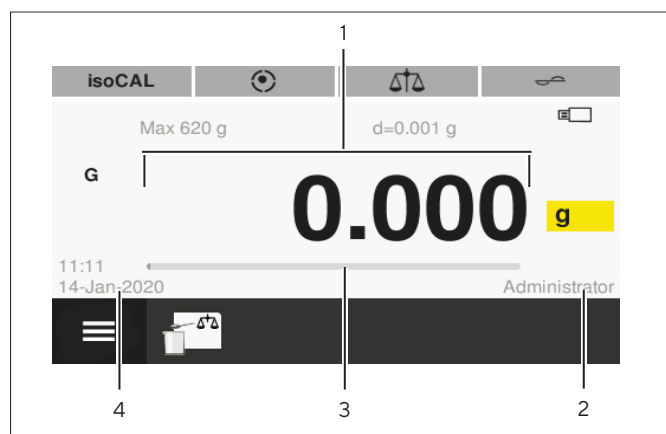 1
isoCAL
Max 620 g d=0.001 g
G
0.000 g
11:11
14-Jan-2020 Administrator
4 3 2